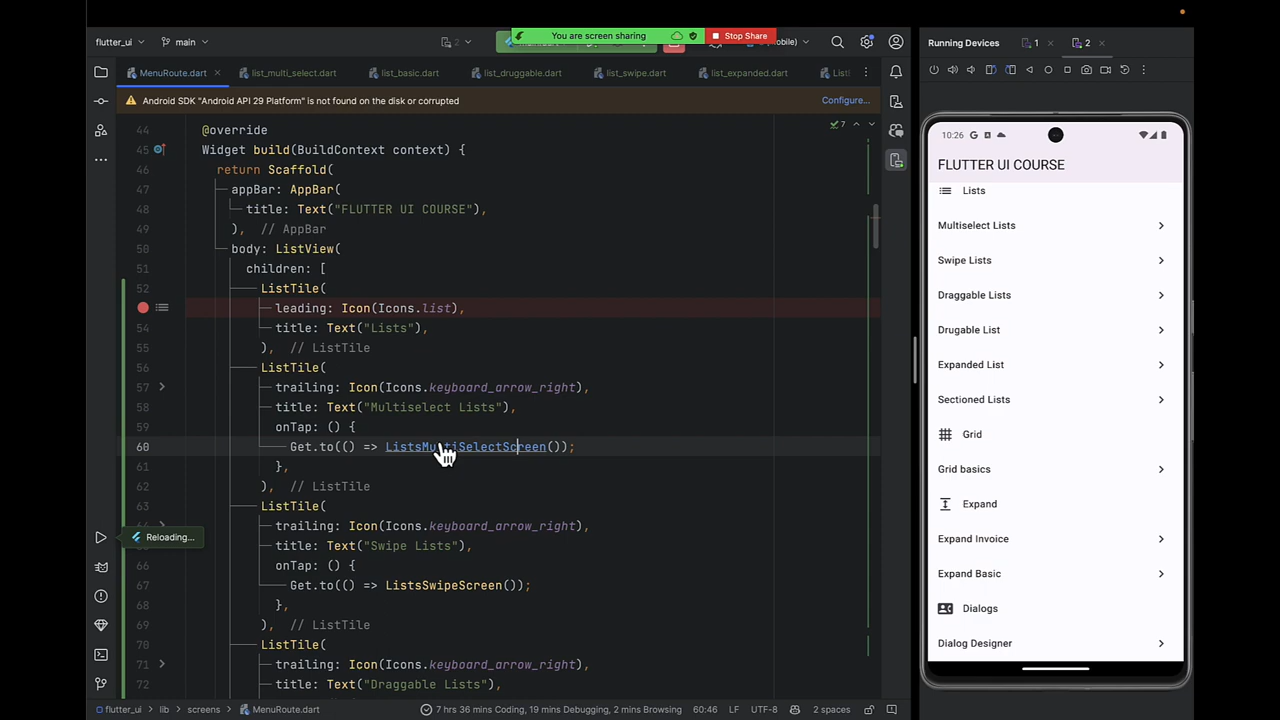 flutter_ui
main
2
You are screen sharing
Stop Share
Running Devices
1
2
MenuRoute.dart
list_multi_select.dart
list_basic.dart
list_druggable.dart
list_swipe.dart
list_expanded.dart
Android SDK "Android API 29 Platform" is not found on the disk or corrupted
Configure...
7
44 @override
45 Widget build(BuildContext context) {
46 return Scaffold(
47 appBar: AppBar(
48 title: Text("FLUTTER UI COURSE"),
49 ), // AppBar
50 body: ListView(
51 children: [
52 ListTile(
leading: Icon(Icons.list),
54 title: Text("Lists"),
55 ), // ListTile
56 ListTile(
57 trailing: Icon(Icons.keyboard_arrow_right),
58 title: Text("Multiselect Lists"),
59 onTap: () {
60 Get.to(() => ListsMultiSelectScreen());
61 },
62 ), // ListTile
63 ListTile(
trailing: Icon(Icons.keyboard_arrow_right),
title: Text("Swipe Lists"),
66 onTap: () {
67 Get.to(() => ListsSwipeScreen());
68 },
69 ), // ListTile
70 ListTile(
71 trailing: Icon(Icons.keyboard_arrow_right),
72 title: Text("Draggable Lists"),
Reloading...
flutter_ui > lib > screens > MenuRoute.dart
7 hrs 36 mins Coding, 19 mins Debugging, 2 mins Browsing
60:46
LF
UTF-8
2 spaces
10:26
FLUTTER UI COURSE
Lists
Multiselect Lists
Swipe Lists
Draggable Lists
Drugable List
Expanded List
Sectioned Lists
Grid
Grid basics
Expand
Expand Invoice
Expand Basic
Dialogs
Dialog Designer